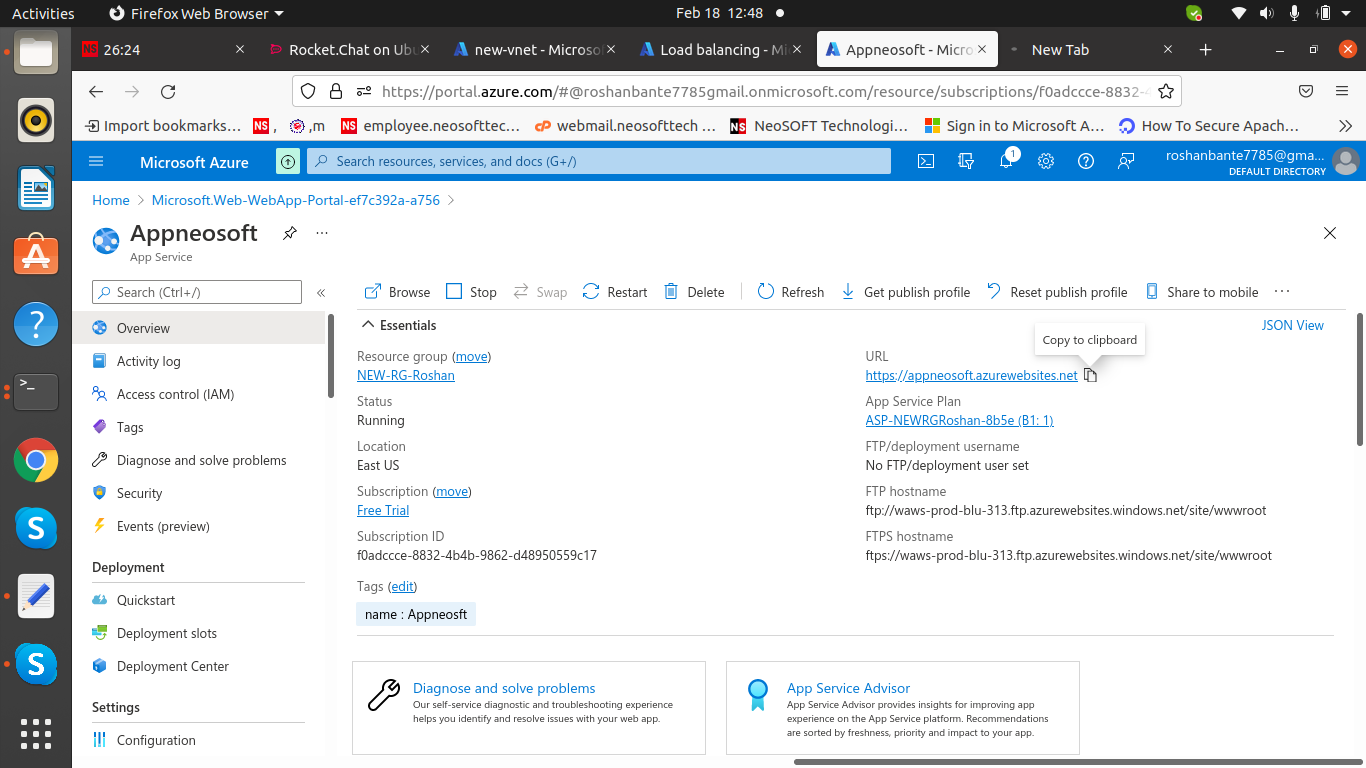 Activities
Firefox Web Browser
Feb 18 12:48
26:24
Rocket.Chat on Ubu
new-vnet - Microso
Load balancing - Mi
Appneosoft - Micro
New Tab
https://portal.azure.com/#@roshanbante7785gmail.onmicrosoft.com/resource/subscriptions/f0adccce-8832-4
Import bookmarks...
NS ,
,m
NS employee.neosofttec...
cP webmail.neosofttech ...
NS NeoSOFT Technologi...
Sign in to Microsoft A...
How To Secure Apach...
Microsoft Azure
Search resources, services, and docs (G+/)
1
roshanbante7785@gma...
DEFAULT DIRECTORY
Home > Microsoft.Web-WebApp-Portal-ef7c392a-a756 >
Appneosoft
App Service
Search (Ctrl+/)
«
Overview
Activity log
Access control (IAM)
Tags
Diagnose and solve problems
Security
Events (preview)
Deployment
Quickstart
Deployment slots
Deployment Center
Settings
Configuration
Browse
Stop
Swap
Restart
Delete
Refresh
Get publish profile
Reset publish profile
Share to mobile
Essentials
JSON View
Copy to clipboard
Resource group (move)
NEW-RG-Roshan
Status
Running
Location
East US
Subscription (move)
Free Trial
Subscription ID
f0adccce-8832-4b4b-9862-d48950559c17
Tags (edit)
name : Appneosft
URL
https://appneosoft.azurewebsites.net
App Service Plan
ASP-NEWRGRoshan-8b5e (B1: 1)
FTP/deployment username
No FTP/deployment user set
FTP hostname
ftp://waws-prod-blu-313.ftp.azurewebsites.windows.net/site/wwwroot
FTPS hostname
ftps://waws-prod-blu-313.ftp.azurewebsites.windows.net/site/wwwroot
Diagnose and solve problems
Our self-service diagnostic and troubleshooting experience
helps you identify and resolve issues with your web app.
App Service Advisor
App Service Advisor provides insights for improving app
experience on the App Service platform. Recommendations
are sorted by freshness, priority and impact to your app.